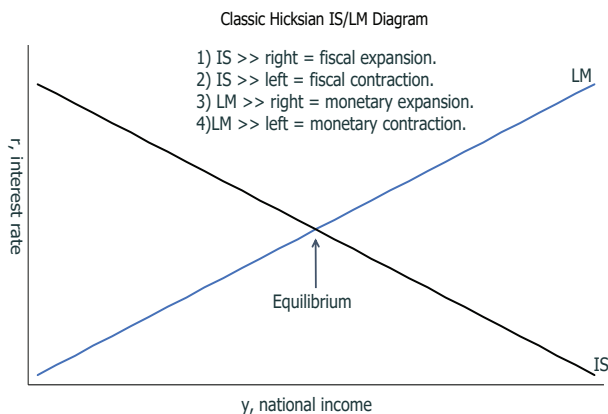 Classic Hicksian IS/LM Diagram
1) IS >> right = fiscal expansion.
2) IS >> left = fiscal contraction.
3) LM >> right = monetary expansion.
4)LM >> left = monetary contraction.
LM
r, interest rate
Equilibrium
IS
y, national income